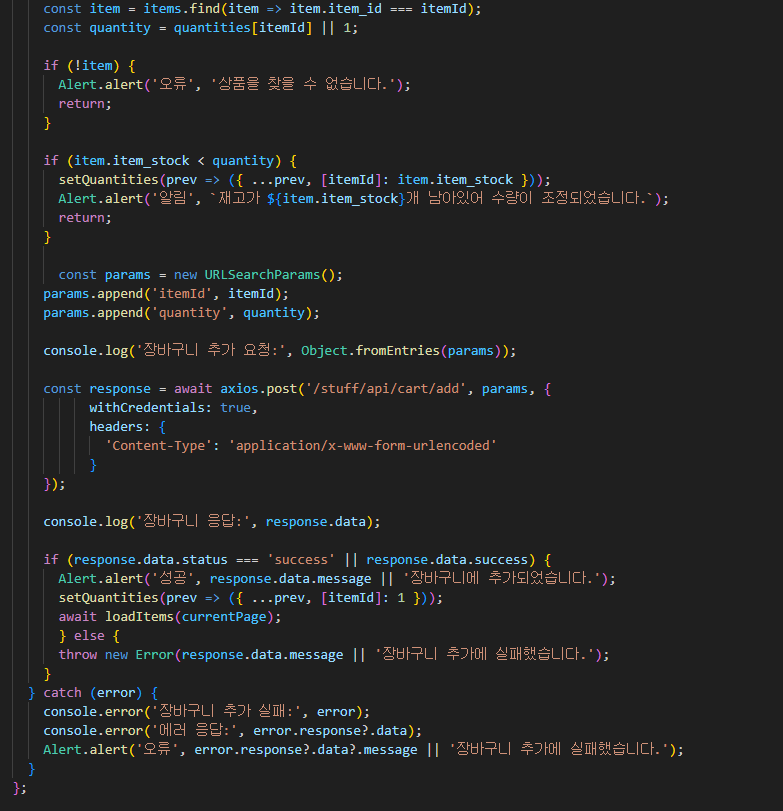 const item = items.find(item => item.item_id === itemId);
const quantity = quantities[itemId] || 1;
if (!item) {
Alert.alert('오류', '상품을 찾을 수 없습니다.');
return;
}
if (item.item_stock < quantity) {
setQuantities(prev => ({ ...prev, [itemId]: item.item_stock }));
Alert.alert('알림', `재고가 ${item.item_stock}개 남아있어 수량이 조정되었습니다.`);
return;
}
const params = new URLSearchParams();
params.append('itemId', itemId);
params.append('quantity', quantity);
console.log('장바구니 추가 요청:', Object.fromEntries(params));
const response = await axios.post('/stuff/api/cart/add', params, {
withCredentials: true,
headers: {
'Content-Type': 'application/x-www-form-urlencoded'
}
});
console.log('장바구니 응답:', response.data);
if (response.data.status === 'success' || response.data.success) {
Alert.alert('성공', response.data.message || '장바구니에 추가되었습니다.');
setQuantities(prev => ({ ...prev, [itemId]: 1 }));
await loadItems(currentPage);
} else {
throw new Error(response.data.message || '장바구니 추가에 실패했습니다.');
}
} catch (error) {
console.error('장바구니 추가 실패:', error);
console.error('에러 응답:', error.response?.data);
Alert.alert('오류', error.response?.data?.message || '장바구니 추가에 실패했습니다.');
}
};